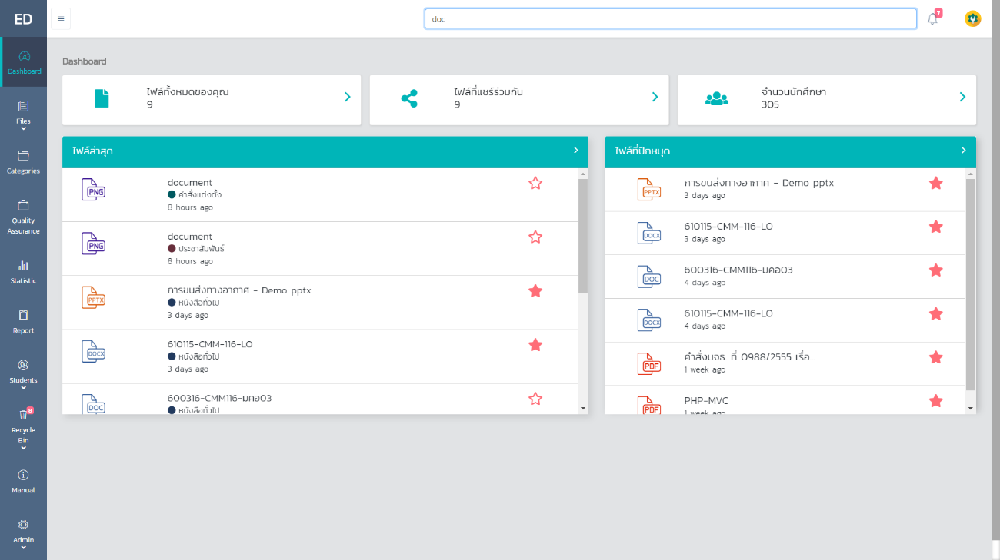 ED
doc
7
Dashboard
Files
Categories
Quality
Assurance
Statistic
Report
Students
8
Recycle
Bin
Manual
Admin
Dashboard
ไฟล์ทั้งหมดของคุณ
9
ไฟล์ที่แชร์ร่วมกัน
9
จำนวนนักศึกษา
305
ไฟล์ล่าสุด
PNG
document
คำสั่งแต่งตั้ง
8 hours ago
PNG
document
ประชาสัมพันธ์
8 hours ago
PPTX
การขนส่งทางอากาศ - Demo pptx
หนังสือทั่วไป
3 days ago
DOCX
610115-CMM-116-LO
หนังสือทั่วไป
3 days ago
DOC
600316-CMM116-มคอ03
หนังสือทั่วไป
ไฟล์ที่ปักหมุด
PPTX
การขนส่งทางอากาศ - Demo pptx
3 days ago
DOCX
610115-CMM-116-LO
3 days ago
DOC
600316-CMM116-มคอ03
4 days ago
DOCX
610115-CMM-116-LO
4 days ago
PDF
คำสั่งมจธ. ที่ 0988/2555 เรื่อ...
1 week ago
PDF
PHP-MVC
1 week ago